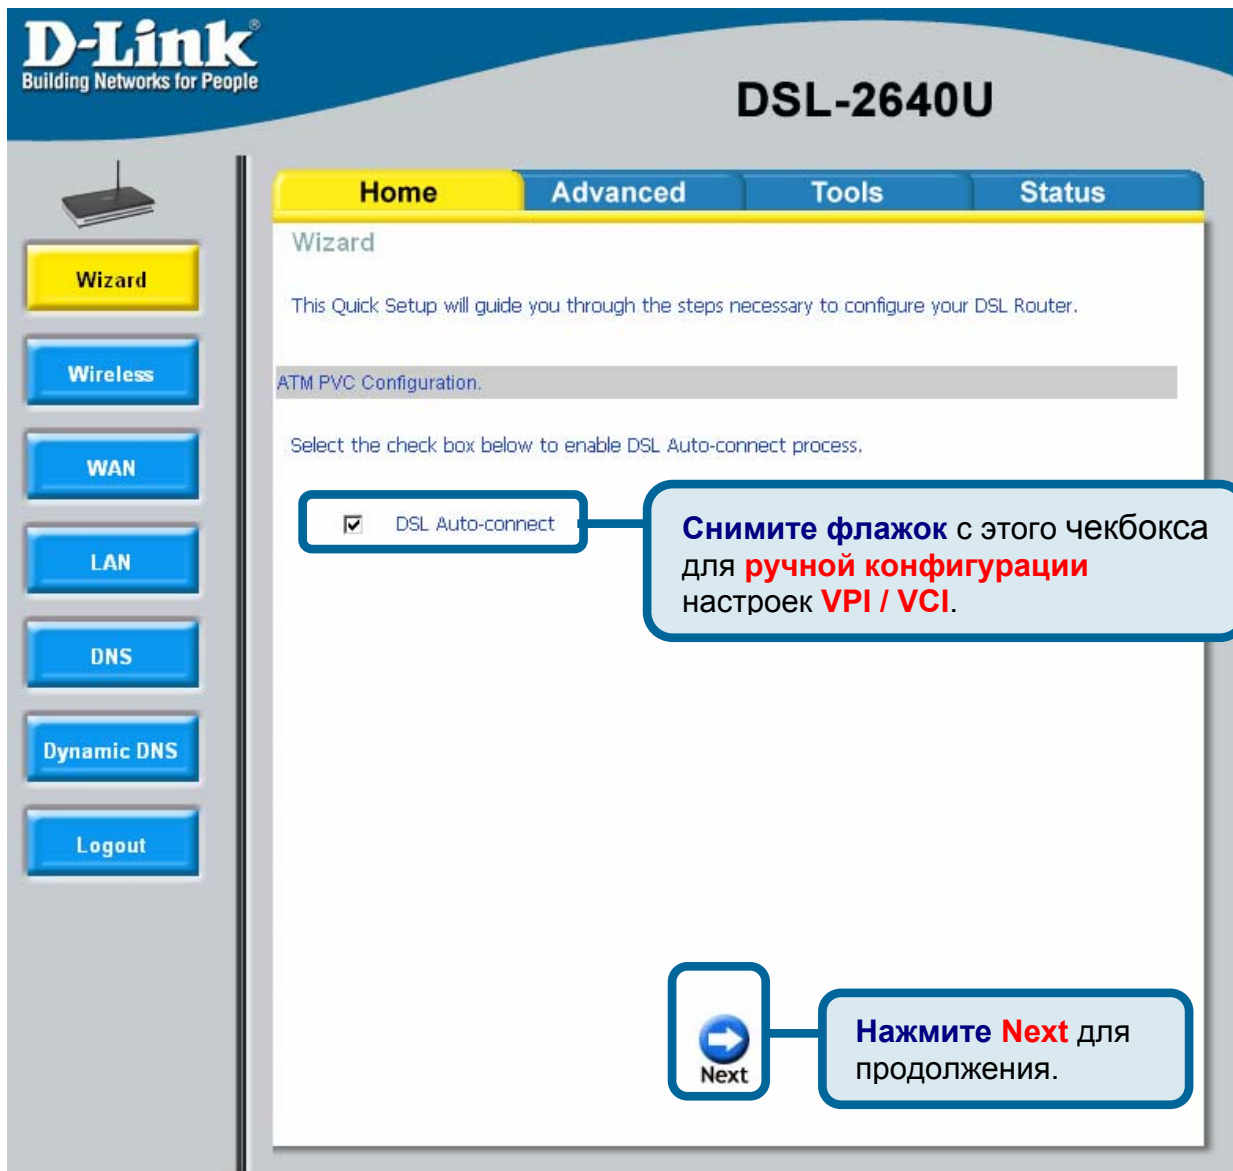 D-Link®
Building Networks for People
DSL-2640U
Home Advanced Tools Status
Wizard
Wireless
WAN
LAN
DNS
Dynamic DNS
Logout
Wizard
This Quick Setup will guide you through the steps necessary to configure your DSL Router.
ATM PVC Configuration.
Select the check box below to enable DSL Auto-connect process.
DSL Auto-connect
Снимите флажок с этого чекбокса
для ручной конфигурации
настроек VPI / VCI.
Next
Нажмите Next для
продолжения.